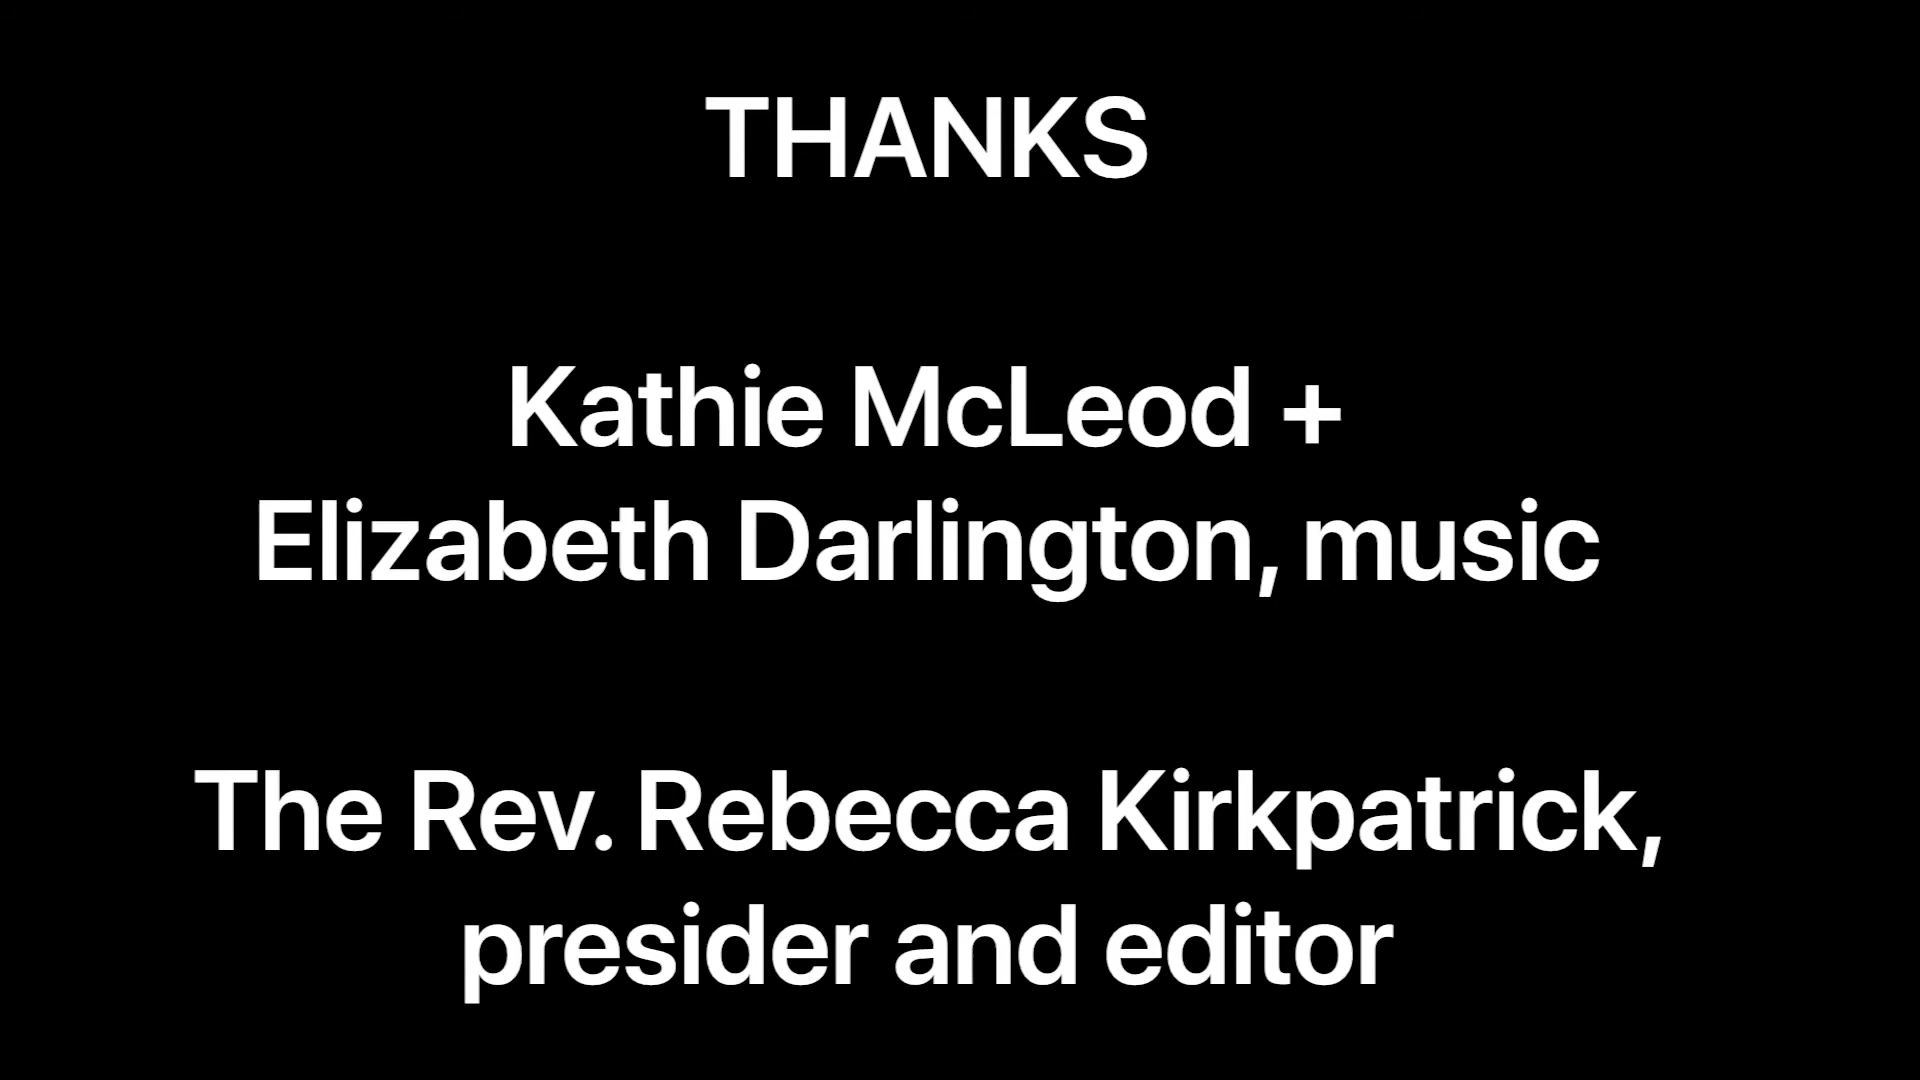 THANKS
Kathie McLeod +
Elizabeth Darlington, music
The Rev. Rebecca Kirkpatrick,
presider and editor